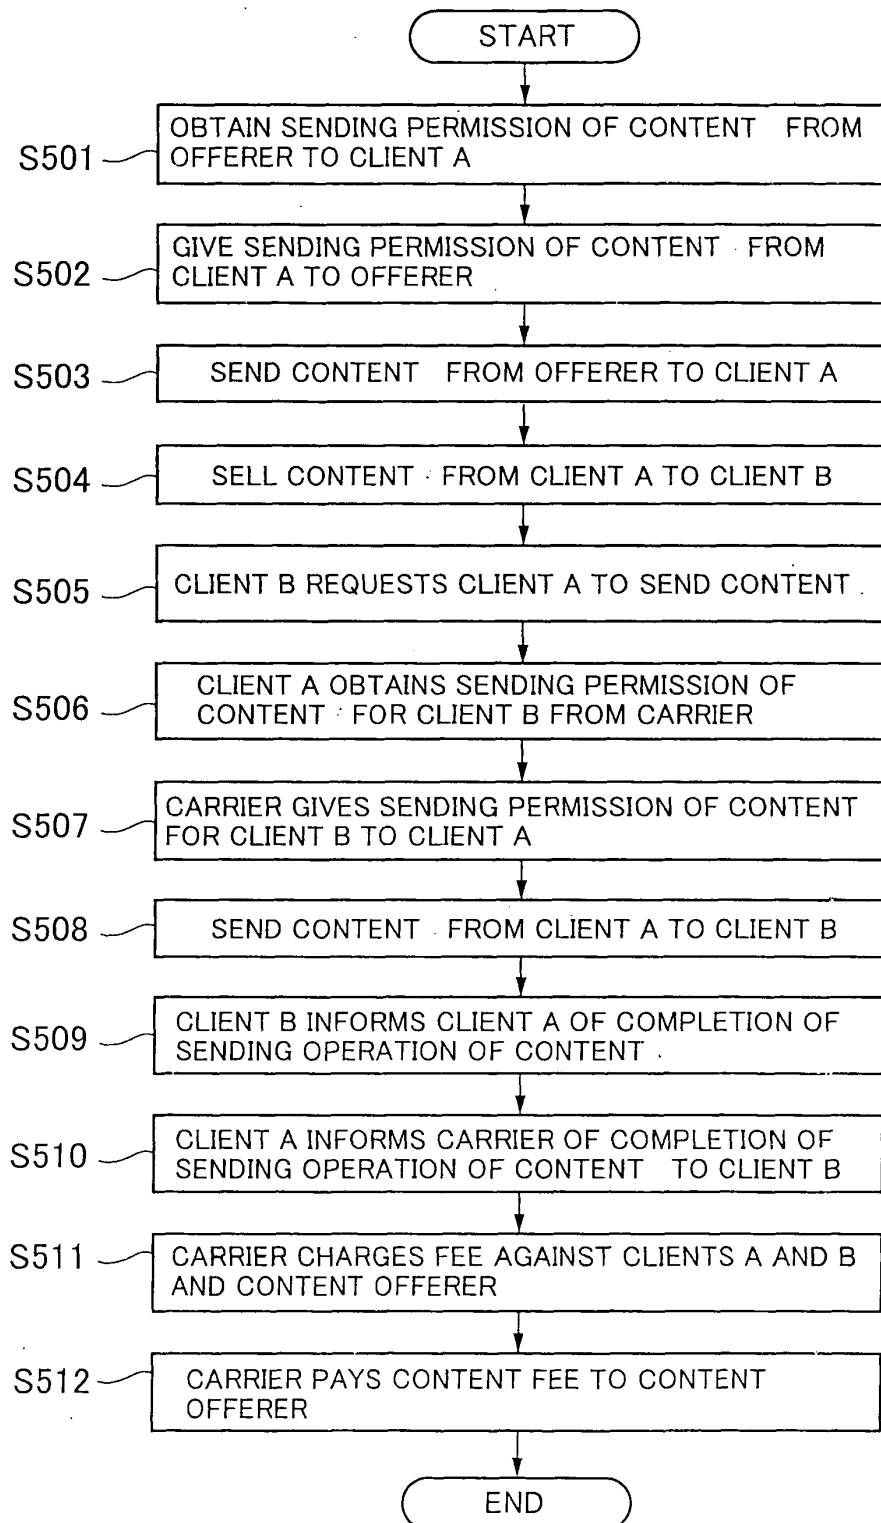 START
S501
OBTAIN SENDING PERMISSION OF CONTENT FROM
OFFERER TO CLIENT A
S502
GIVE SENDING PERMISSION OF CONTENT FROM
CLIENT A TO OFFERER
S503
SEND CONTENT FROM OFFERER TO CLIENT A
S504
SELL CONTENT FROM CLIENT A TO CLIENT B
S505
CLIENT B REQUESTS CLIENT A TO SEND CONTENT
S506
CLIENT A OBTAINS SENDING PERMISSION OF
CONTENT FOR CLIENT B FROM CARRIER
S507
CARRIER GIVES SENDING PERMISSION OF CONTENT
FOR CLIENT B TO CLIENT A
S508
SEND CONTENT FROM CLIENT A TO CLIENT B
S509
CLIENT B INFORMS CLIENT A OF COMPLETION OF
SENDING OPERATION OF CONTENT
S510
CLIENT A INFORMS CARRIER OF COMPLETION OF
SENDING OPERATION OF CONTENT TO CLIENT B
S511
CARRIER CHARGES FEE AGAINST CLIENTS A AND B
AND CONTENT OFFERER
S512
CARRIER PAYS CONTENT FEE TO CONTENT
OFFERER
END